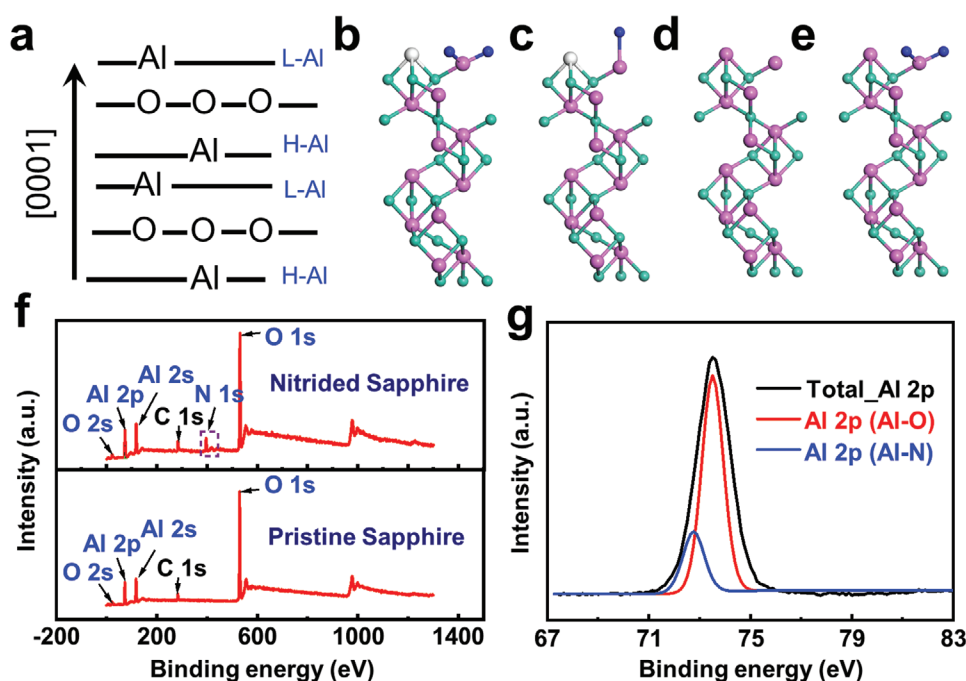 a
b
c
d
e
[0001]
Al
L-Al
O O O
Al
H-Al
Al
L-Al
O O O
Al
H-Al
f
O 1s
Nitrided Sapphire
Al 2s
Al 2p
N 1s
C 1s
O 2s
O 1s
Pristine Sapphire
Al 2s
Al 2p
C 1s
O 2s
Intensity (a.u.)
Intensity (a.u.)
-200 200 600 1000 1400
Binding energy (eV)
g
Total_Al 2p
Al 2p (Al-O)
Al 2p (Al-N)
Intensity (a.u.)
67 71 75 79 83
Binding energy (eV)